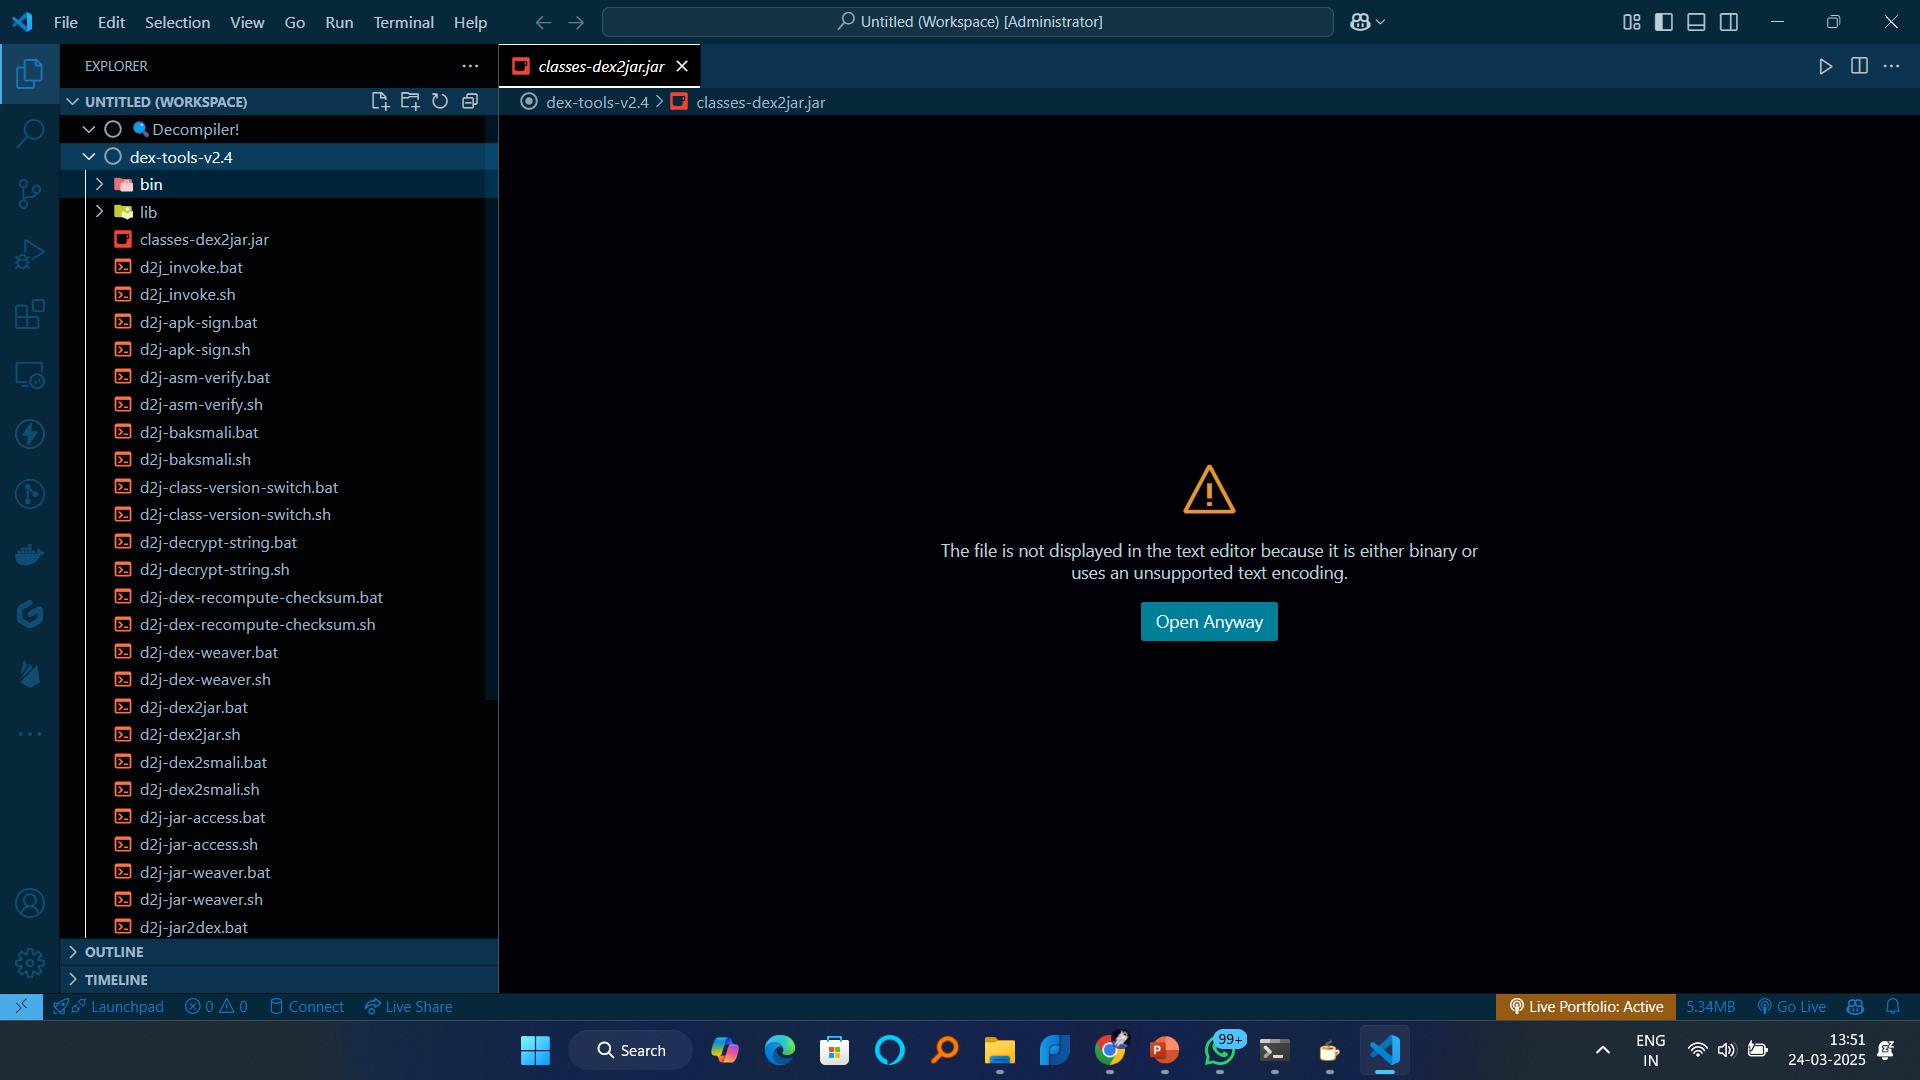 File Edit Selection View Go Run Terminal Help
Untitled (Workspace) [Administrator]
EXPLORER
classes-dex2jar.jar
UNTITLED (WORKSPACE)
dex-tools-v2.4 > classes-dex2jar.jar
Decompiler!
dex-tools-v2.4
bin
lib
classes-dex2jar.jar
d2j_invoke.bat
d2j_invoke.sh
d2j-apk-sign.bat
d2j-apk-sign.sh
d2j-asm-verify.bat
d2j-asm-verify.sh
d2j-baksmali.bat
d2j-baksmali.sh
d2j-class-version-switch.bat
d2j-class-version-switch.sh
d2j-decrypt-string.bat
d2j-decrypt-string.sh
d2j-dex-recompute-checksum.bat
d2j-dex-recompute-checksum.sh
d2j-dex-weaver.bat
d2j-dex-weaver.sh
d2j-dex2jar.bat
d2j-dex2jar.sh
d2j-dex2smali.bat
d2j-dex2smali.sh
d2j-jar-access.bat
d2j-jar-access.sh
d2j-jar-weaver.bat
d2j-jar-weaver.sh
d2j-jar2dex.bat
The file is not displayed in the text editor because it is either binary or
uses an unsupported text encoding.
Open Anyway
OUTLINE
TIMELINE
Launchpad 0 0 Connect Live Share
Live Portfolio: Active 5.34MB Go Live
Search
99+
ENG
IN
13:51
24-03-2025